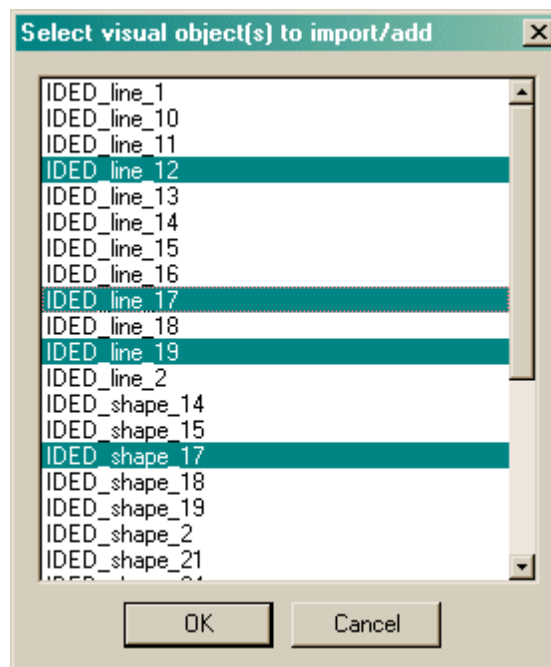 Select visual object(s) to import/add
IDED_line_1
IDED_line_10
IDED_line_11
IDED_line_12
IDED_line_13
IDED_line_14
IDED_line_15
IDED_line_16
IDED_line_17
IDED_line_18
IDED_line_19
IDED_line_2
IDED_shape_14
IDED_shape_15
IDED_shape_17
IDED_shape_18
IDED_shape_19
IDED_shape_2
IDED_shape_21
OK Cancel